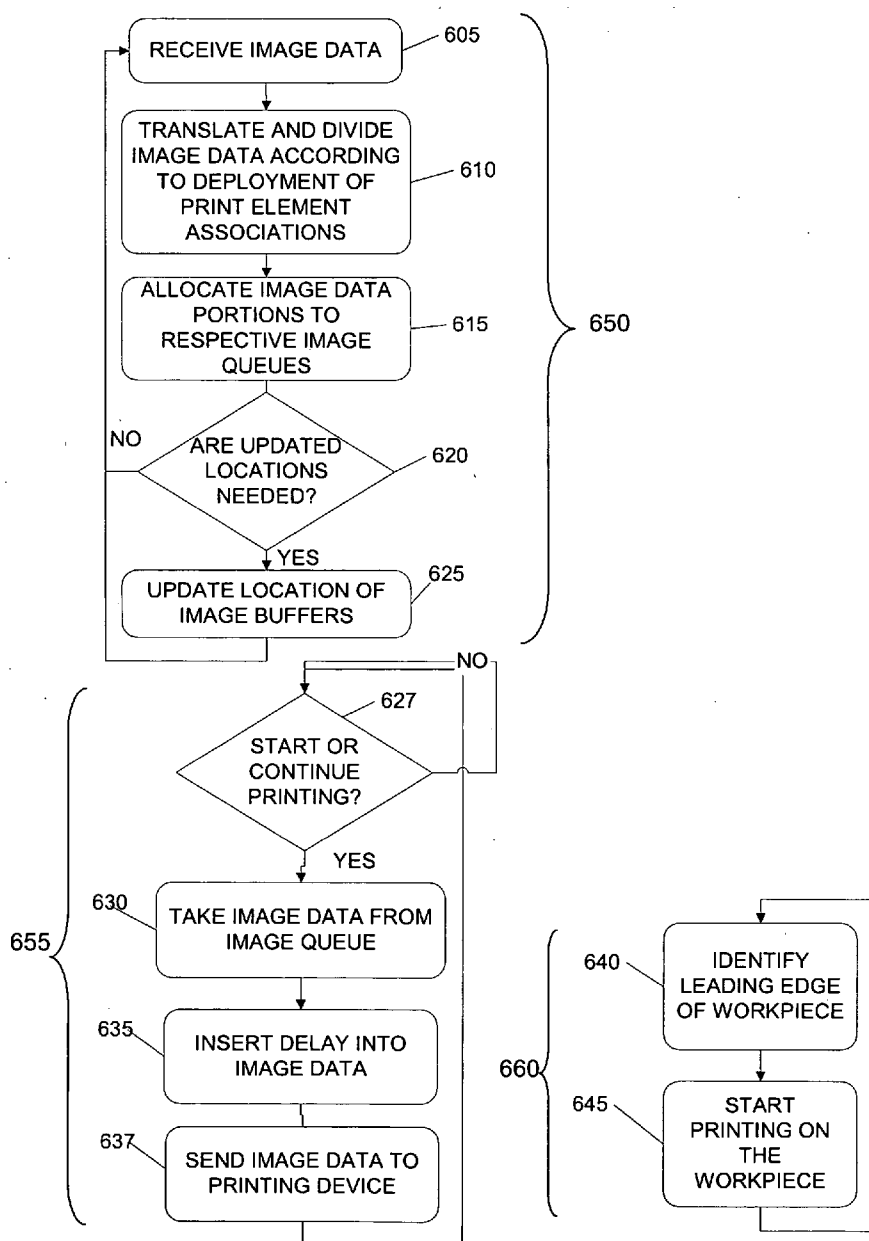 RECEIVE IMAGE DATA
605
TRANSLATE AND DIVIDE
IMAGE DATA ACCORDING
TO DEPLOYMENT OF
PRINT ELEMENT
ASSOCIATIONS
610
ALLOCATE IMAGE DATA
PORTIONS TO
RESPECTIVE IMAGE
QUEUES
615
650
NO
ARE UPDATED
LOCATIONS
NEEDED?
620
YES
625
UPDATE LOCATION OF
IMAGE BUFFERS
NO
627
START OR
CONTINUE
PRINTING?
YES
630
TAKE IMAGE DATA FROM
IMAGE QUEUE
655
635
INSERT DELAY INTO
IMAGE DATA
637
SEND IMAGE DATA TO
PRINTING DEVICE
640
IDENTIFY
LEADING EDGE
OF WORKPIECE
660
645
START
PRINTING ON
THE
WORKPIECE